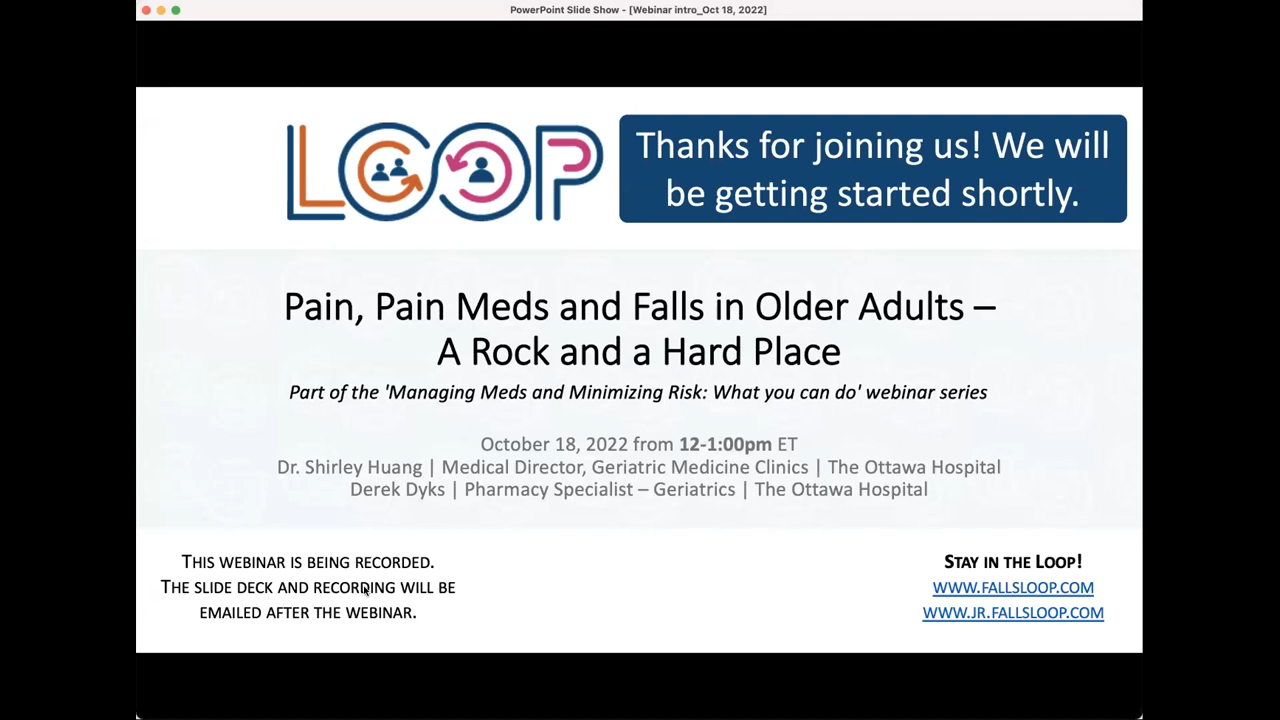 PowerPoint Slide Show - [Webinar intro_Oct 18, 2022]
LOOP
Thanks for joining us! We will
be getting started shortly.
Pain, Pain Meds and Falls in Older Adults –
A Rock and a Hard Place
Part of the 'Managing Meds and Minimizing Risk: What you can do' webinar series
October 18, 2022 from 12-1:00pm ET
Dr. Shirley Huang | Medical Director, Geriatric Medicine Clinics | The Ottawa Hospital
Derek Dyks | Pharmacy Specialist – Geriatrics | The Ottawa Hospital
THIS WEBINAR IS BEING RECORDED.
THE SLIDE DECK AND RECORDING WILL BE
EMAILED AFTER THE WEBINAR.
STAY IN THE LOOP!
WWW.FALLSLOOP.COM
WWW.JR.FALLSLOOP.COM